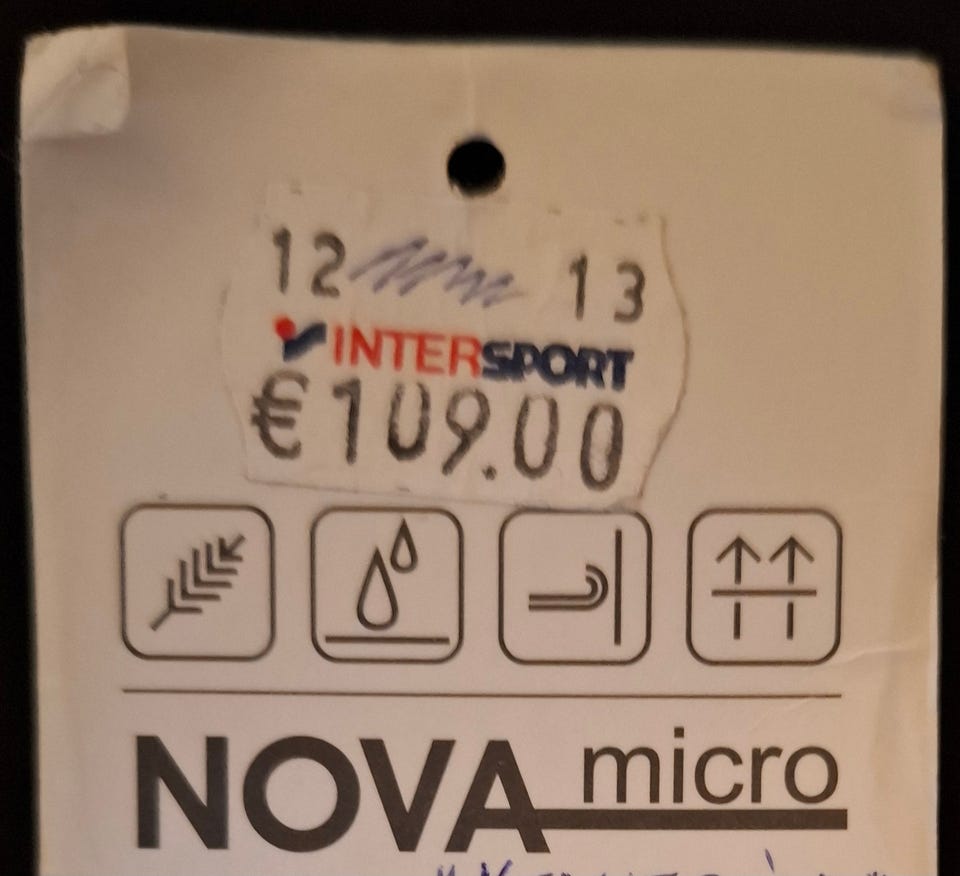 12 13
INTERSPORT
€109.00
NOVA micro